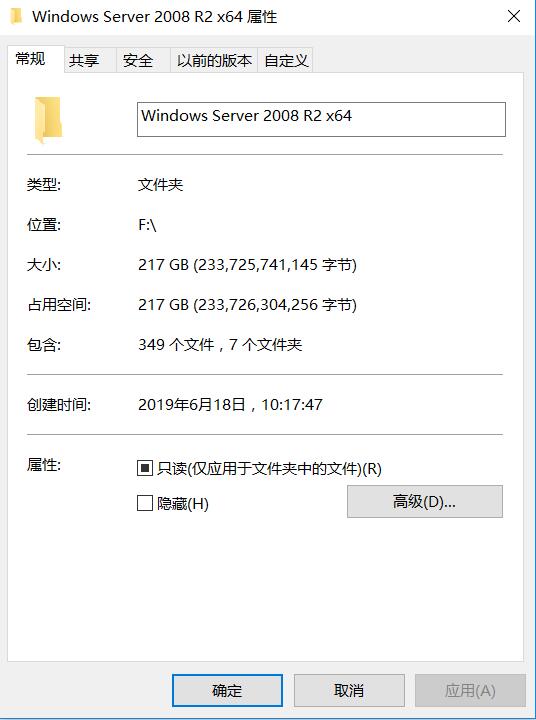 Windows Server 2008 R2 x64 属性
常规 共享 安全 以前的版本 自定义
Windows Server 2008 R2 x64
类型: 文件夹
位置: F:\
大小: 217 GB (233,725,741,145 字节)
占用空间: 217 GB (233,726,304,256 字节)
包含: 349 个文件，7 个文件夹
创建时间: 2019年6月18日，10:17:47
属性: 只读(仅应用于文件夹中的文件)(R)
隐藏(H) 高级(D)...
确定 取消 应用(A)